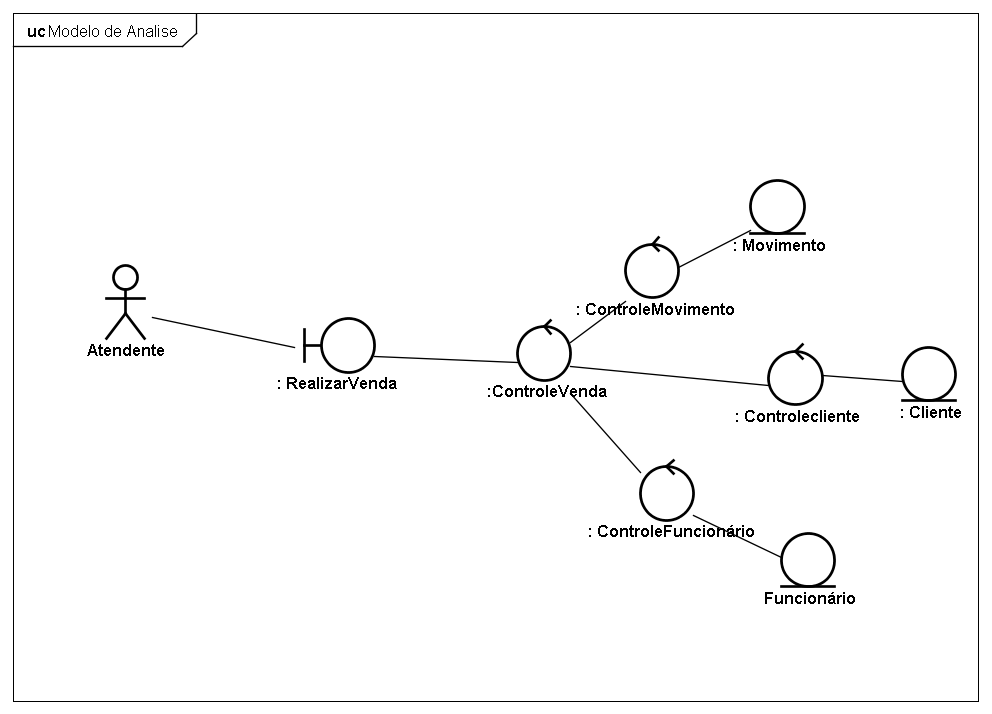 uc Modelo de Analise
: Movimento
: ControleMovimento
Atendente
: RealizarVenda
:ControleVenda
: Controlecliente
: Cliente
: ControleFuncionário
Funcionário